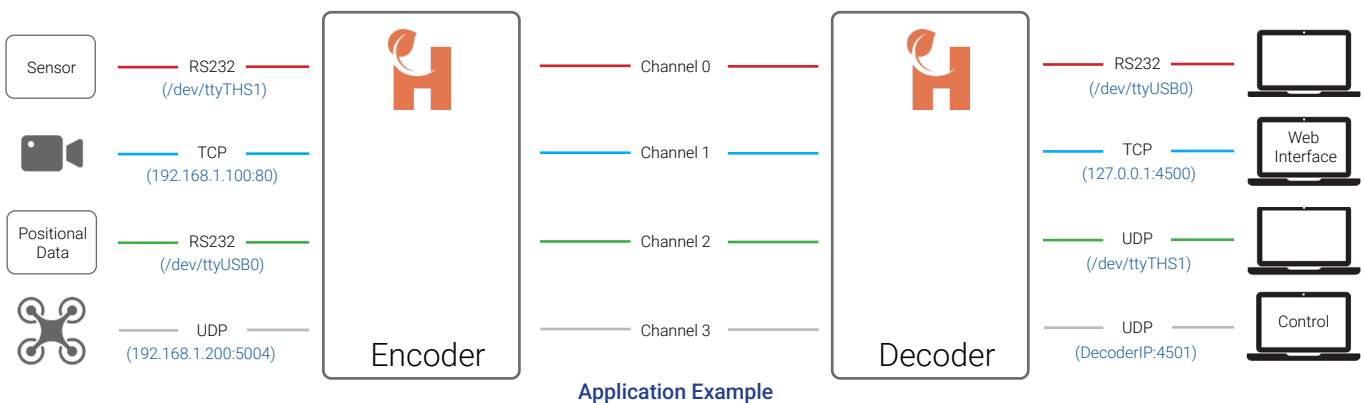 Sensor
RS232
(/dev/ttyTHS1)
Channel 0
RS232
(/dev/ttyUSB0)
TCP
(192.168.1.100:80)
Channel 1
TCP
(127.0.0.1:4500)
Web
Interface
Positional
Data
RS232
(/dev/ttyUSB0)
Channel 2
UDP
(/dev/ttyTHS1)
UDP
(192.168.1.200:5004)
Channel 3
UDP
(DecoderIP:4501)
Control
Encoder
Decoder
Application Example